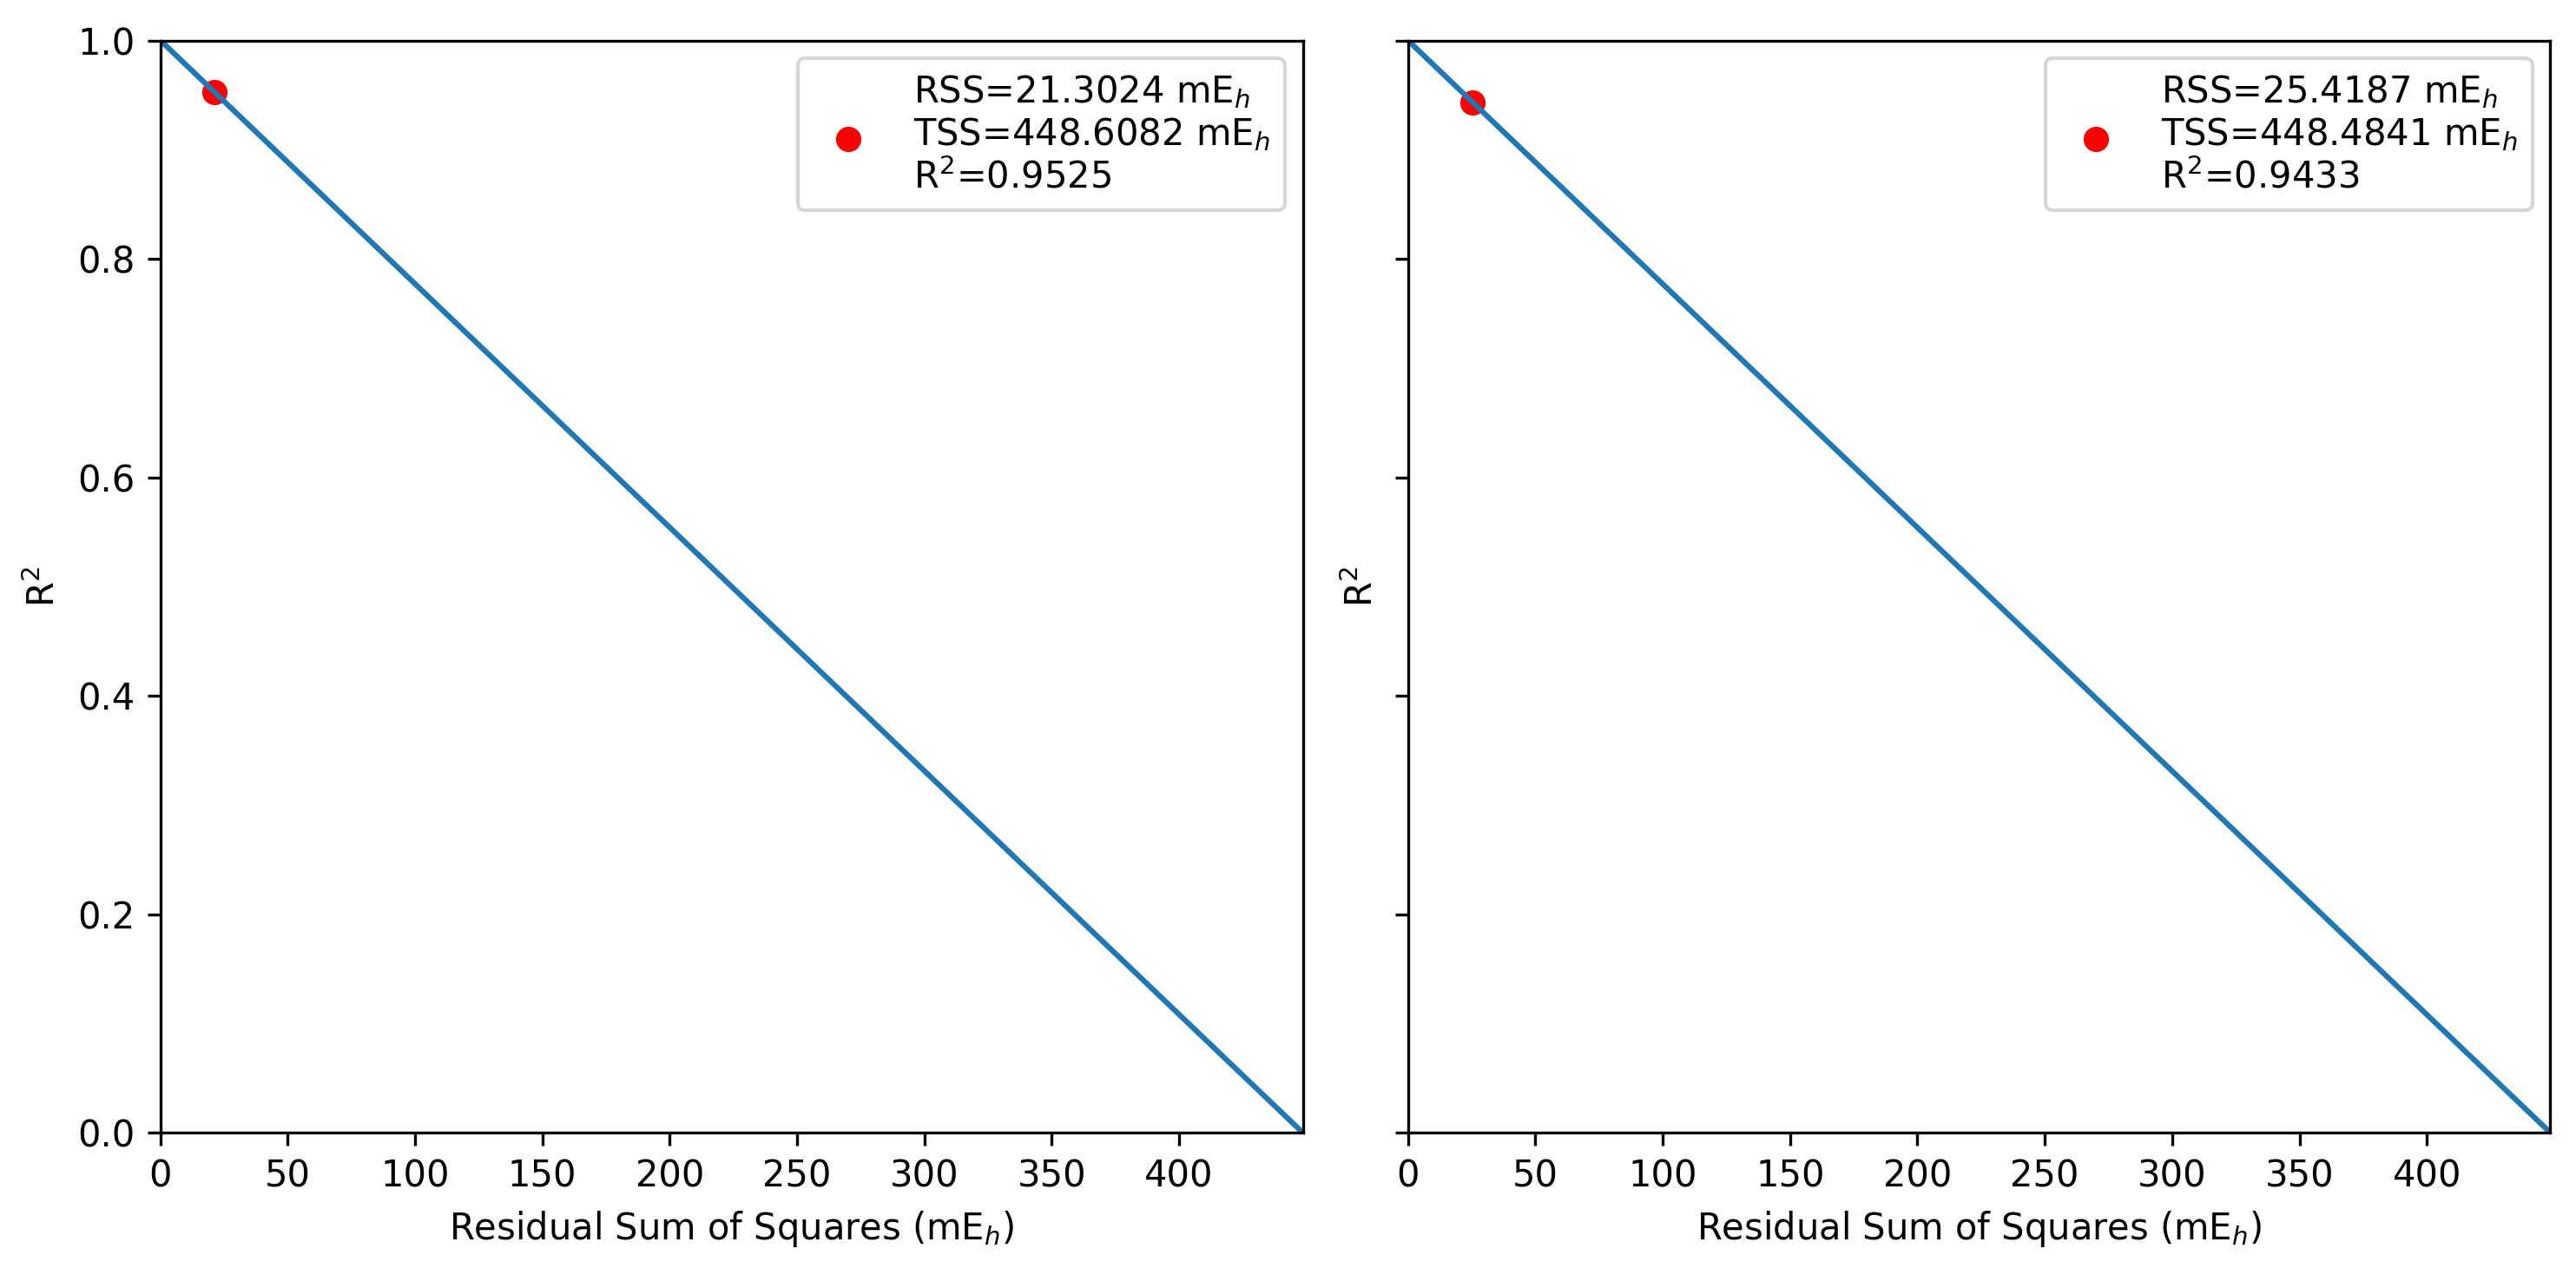 1.0
0.8
0.6
0.4
0.2
0.0
R²
RSS=21.3024 mEₕ
TSS=448.6082 mEₕ
R²=0.9525
0 50 100 150 200 250 300 350 400
Residual Sum of Squares (mEₕ)
R²
RSS=25.4187 mEₕ
TSS=448.4841 mEₕ
R²=0.9433
0 50 100 150 200 250 300 350 400
Residual Sum of Squares (mEₕ)